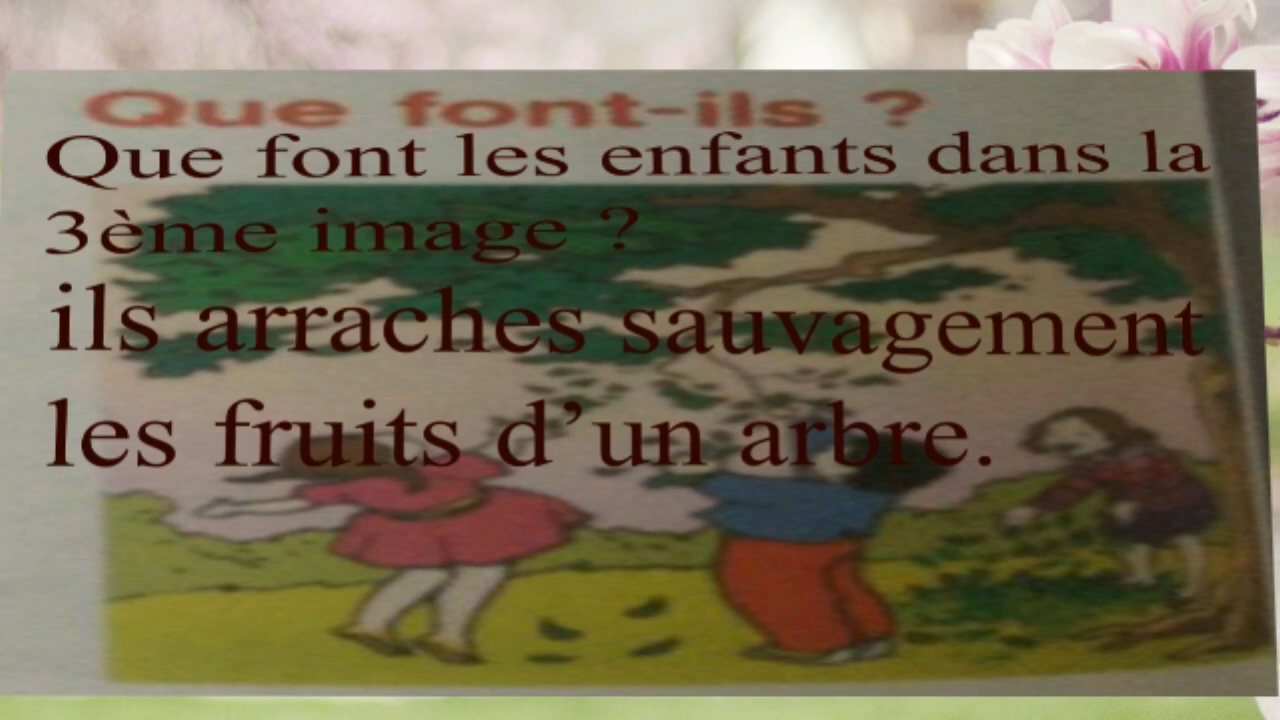 Que font-ils ?
Que font les enfants dans la
3ème image ?
ils arraches sauvagement
les fruits d’un arbre.